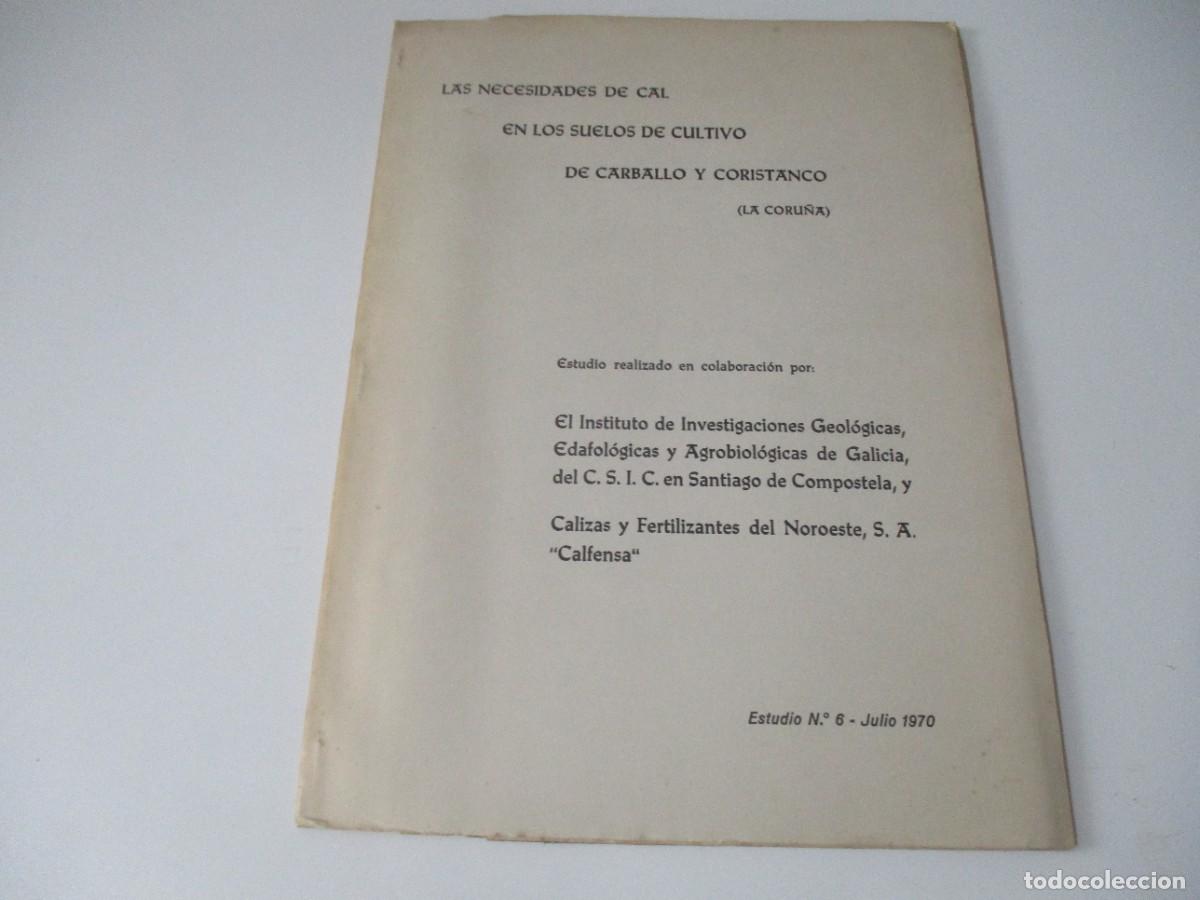 LAS NECESIDADES DE CAL
EN LOS SUELOS DE CULTIVO
DE CARBALLO Y CORISTANCO
(LA CORUÑA)
Estudio realizado en colaboración por:
El Instituto de Investigaciones Geológicas,
Edafológicas y Agrobiológicas de Galicia,
del C. S. I. C. en Santiago de Compostela, y
Calizas y Fertilizantes del Noroeste, S. A.
“Calfensa“
Estudio N.° 6 - Julio 1970
todocoleccion